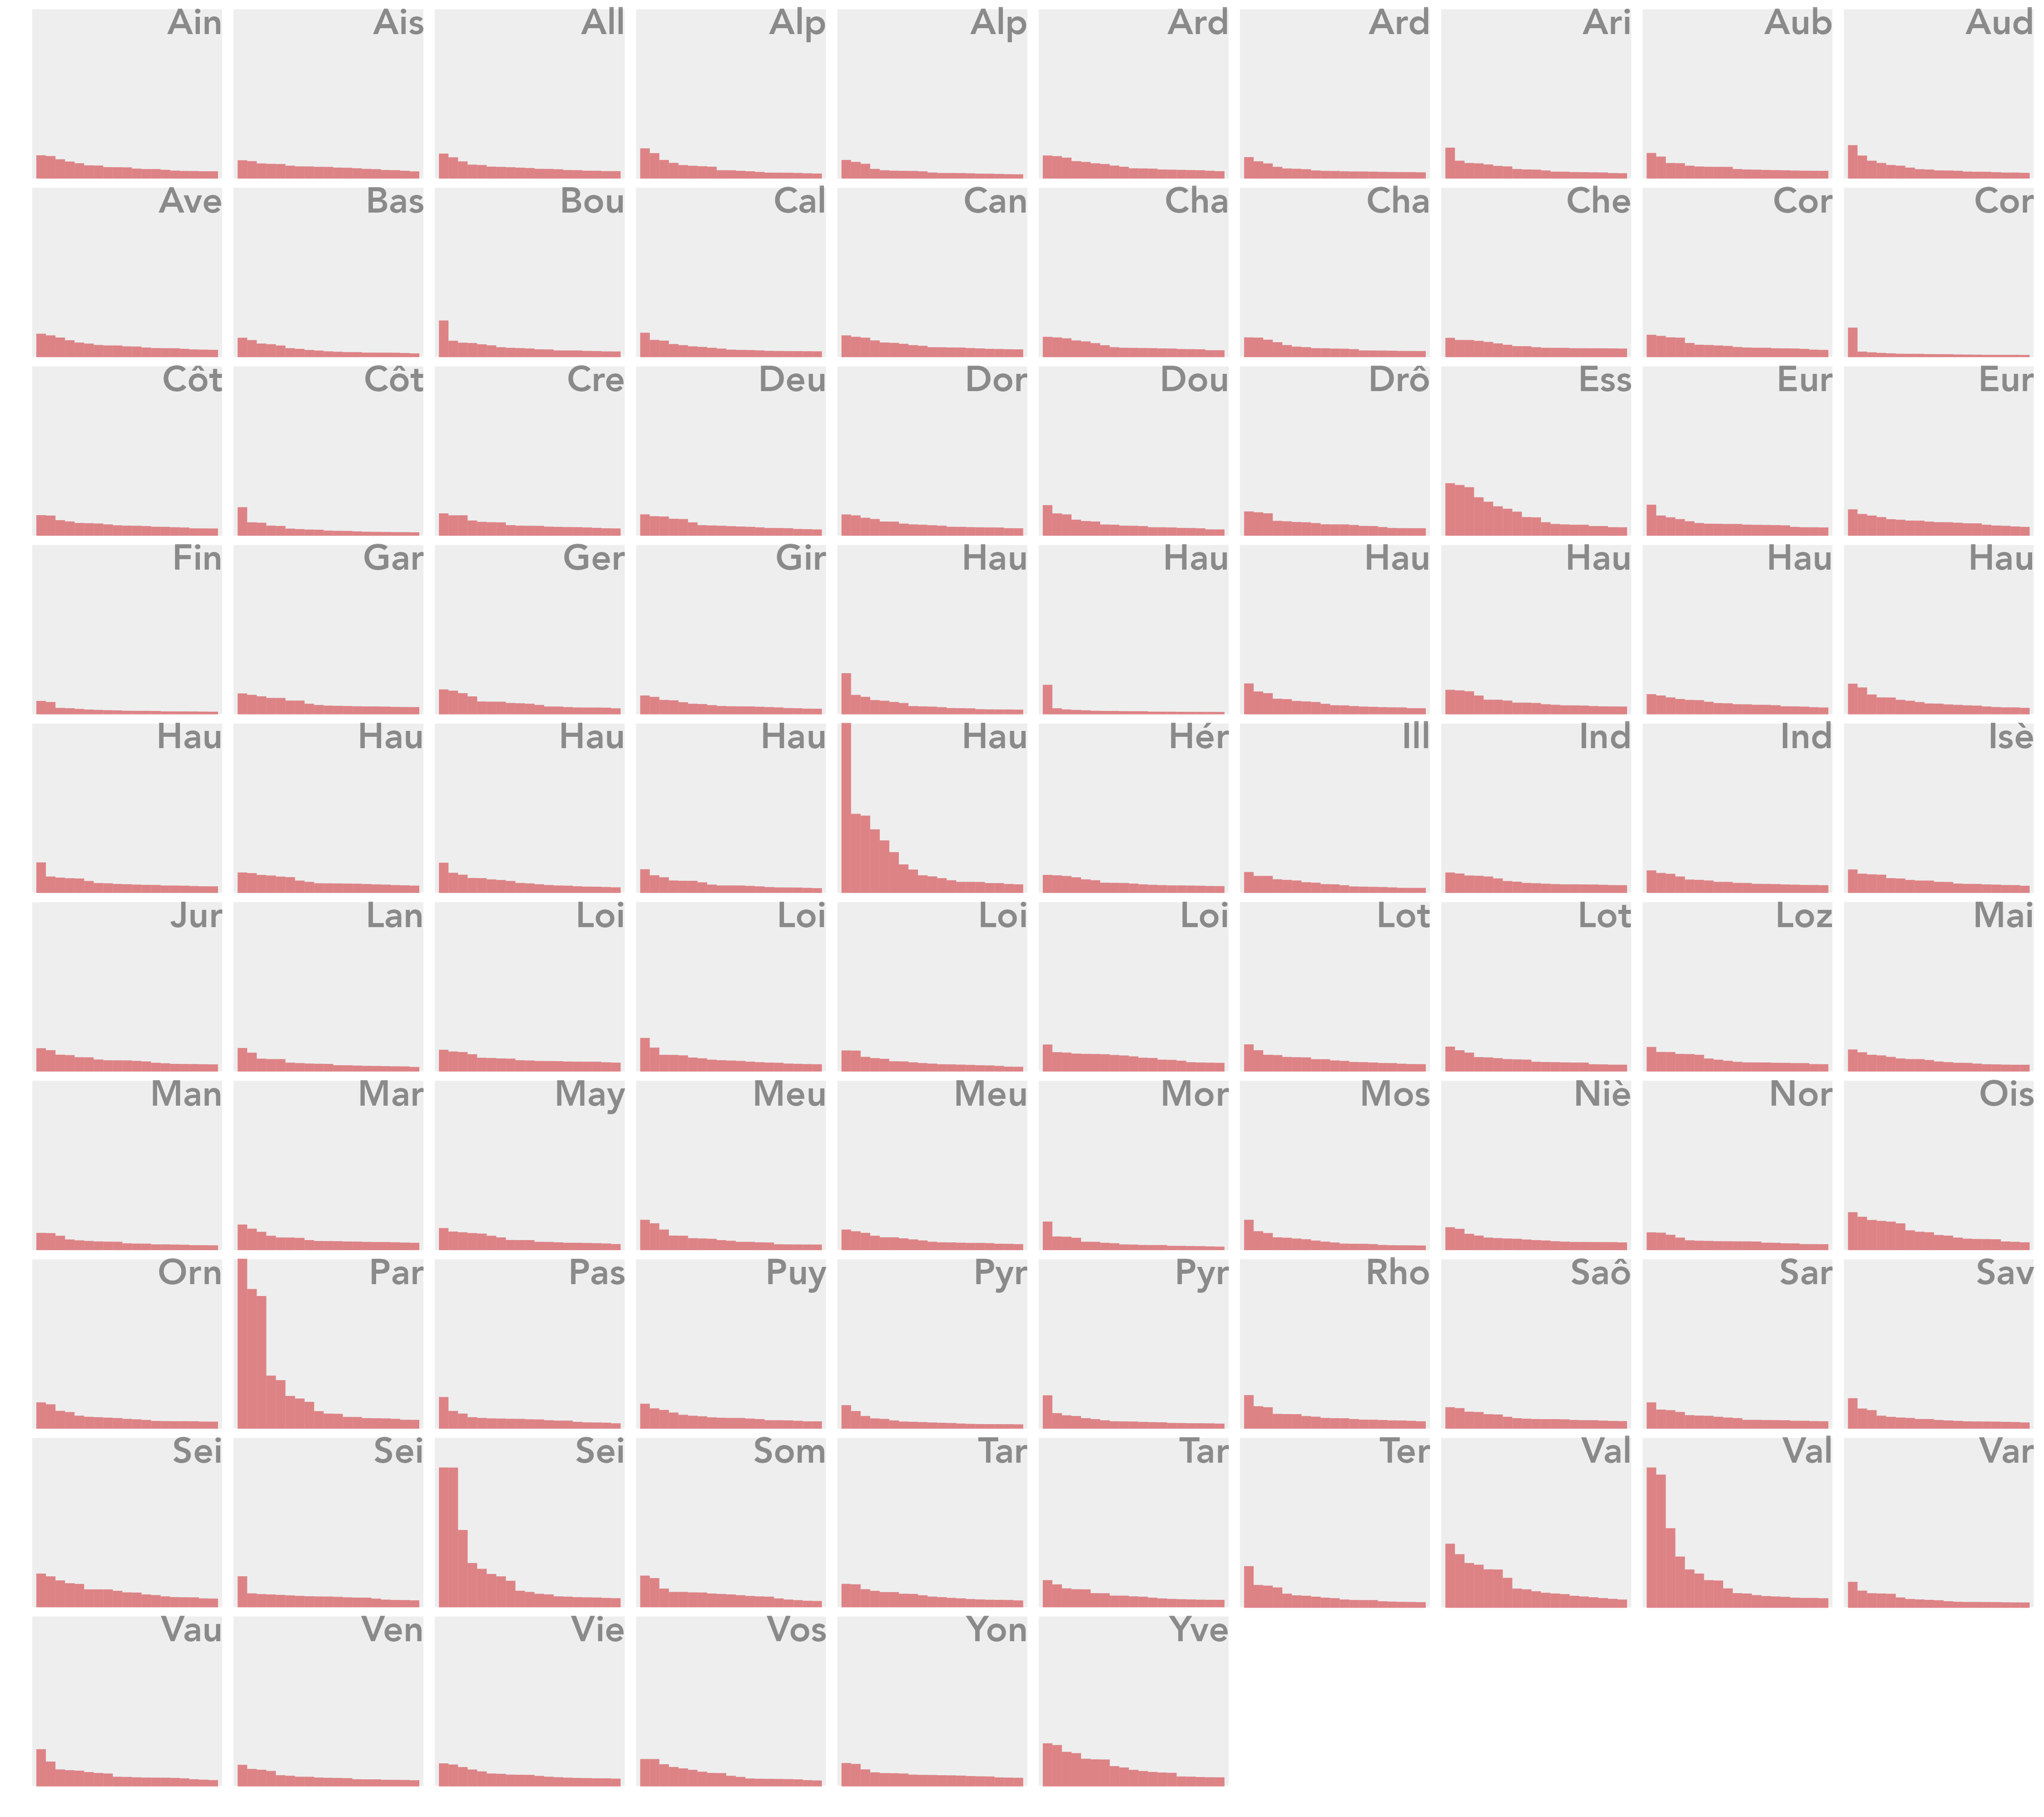 Ain Ais All Alp Alp Ard Ard Ari Aub Aud
Ave Bas Bou Cal Can Cha Cha Che Cor Cor
Côt Côt Cre Deu Dor Dou Drô Ess Eur Eur
Fin Gar Ger Gir Hau Hau Hau Hau Hau Hau
Hau Hau Hau Hau Hau Hér Ill Ind Ind Isè
Jur Lan Loi Loi Loi Loi Lot Lot Loz Mai
Man Mar May Meu Meu Mor Mos Niè Nor Ois
Orn Par Pas Puy Pyr Pyr Rho Saô Sar Sav
Sei Sei Sei Som Tar Tar Ter Val Val Var
Vau Ven Vie Vos Yon Yve